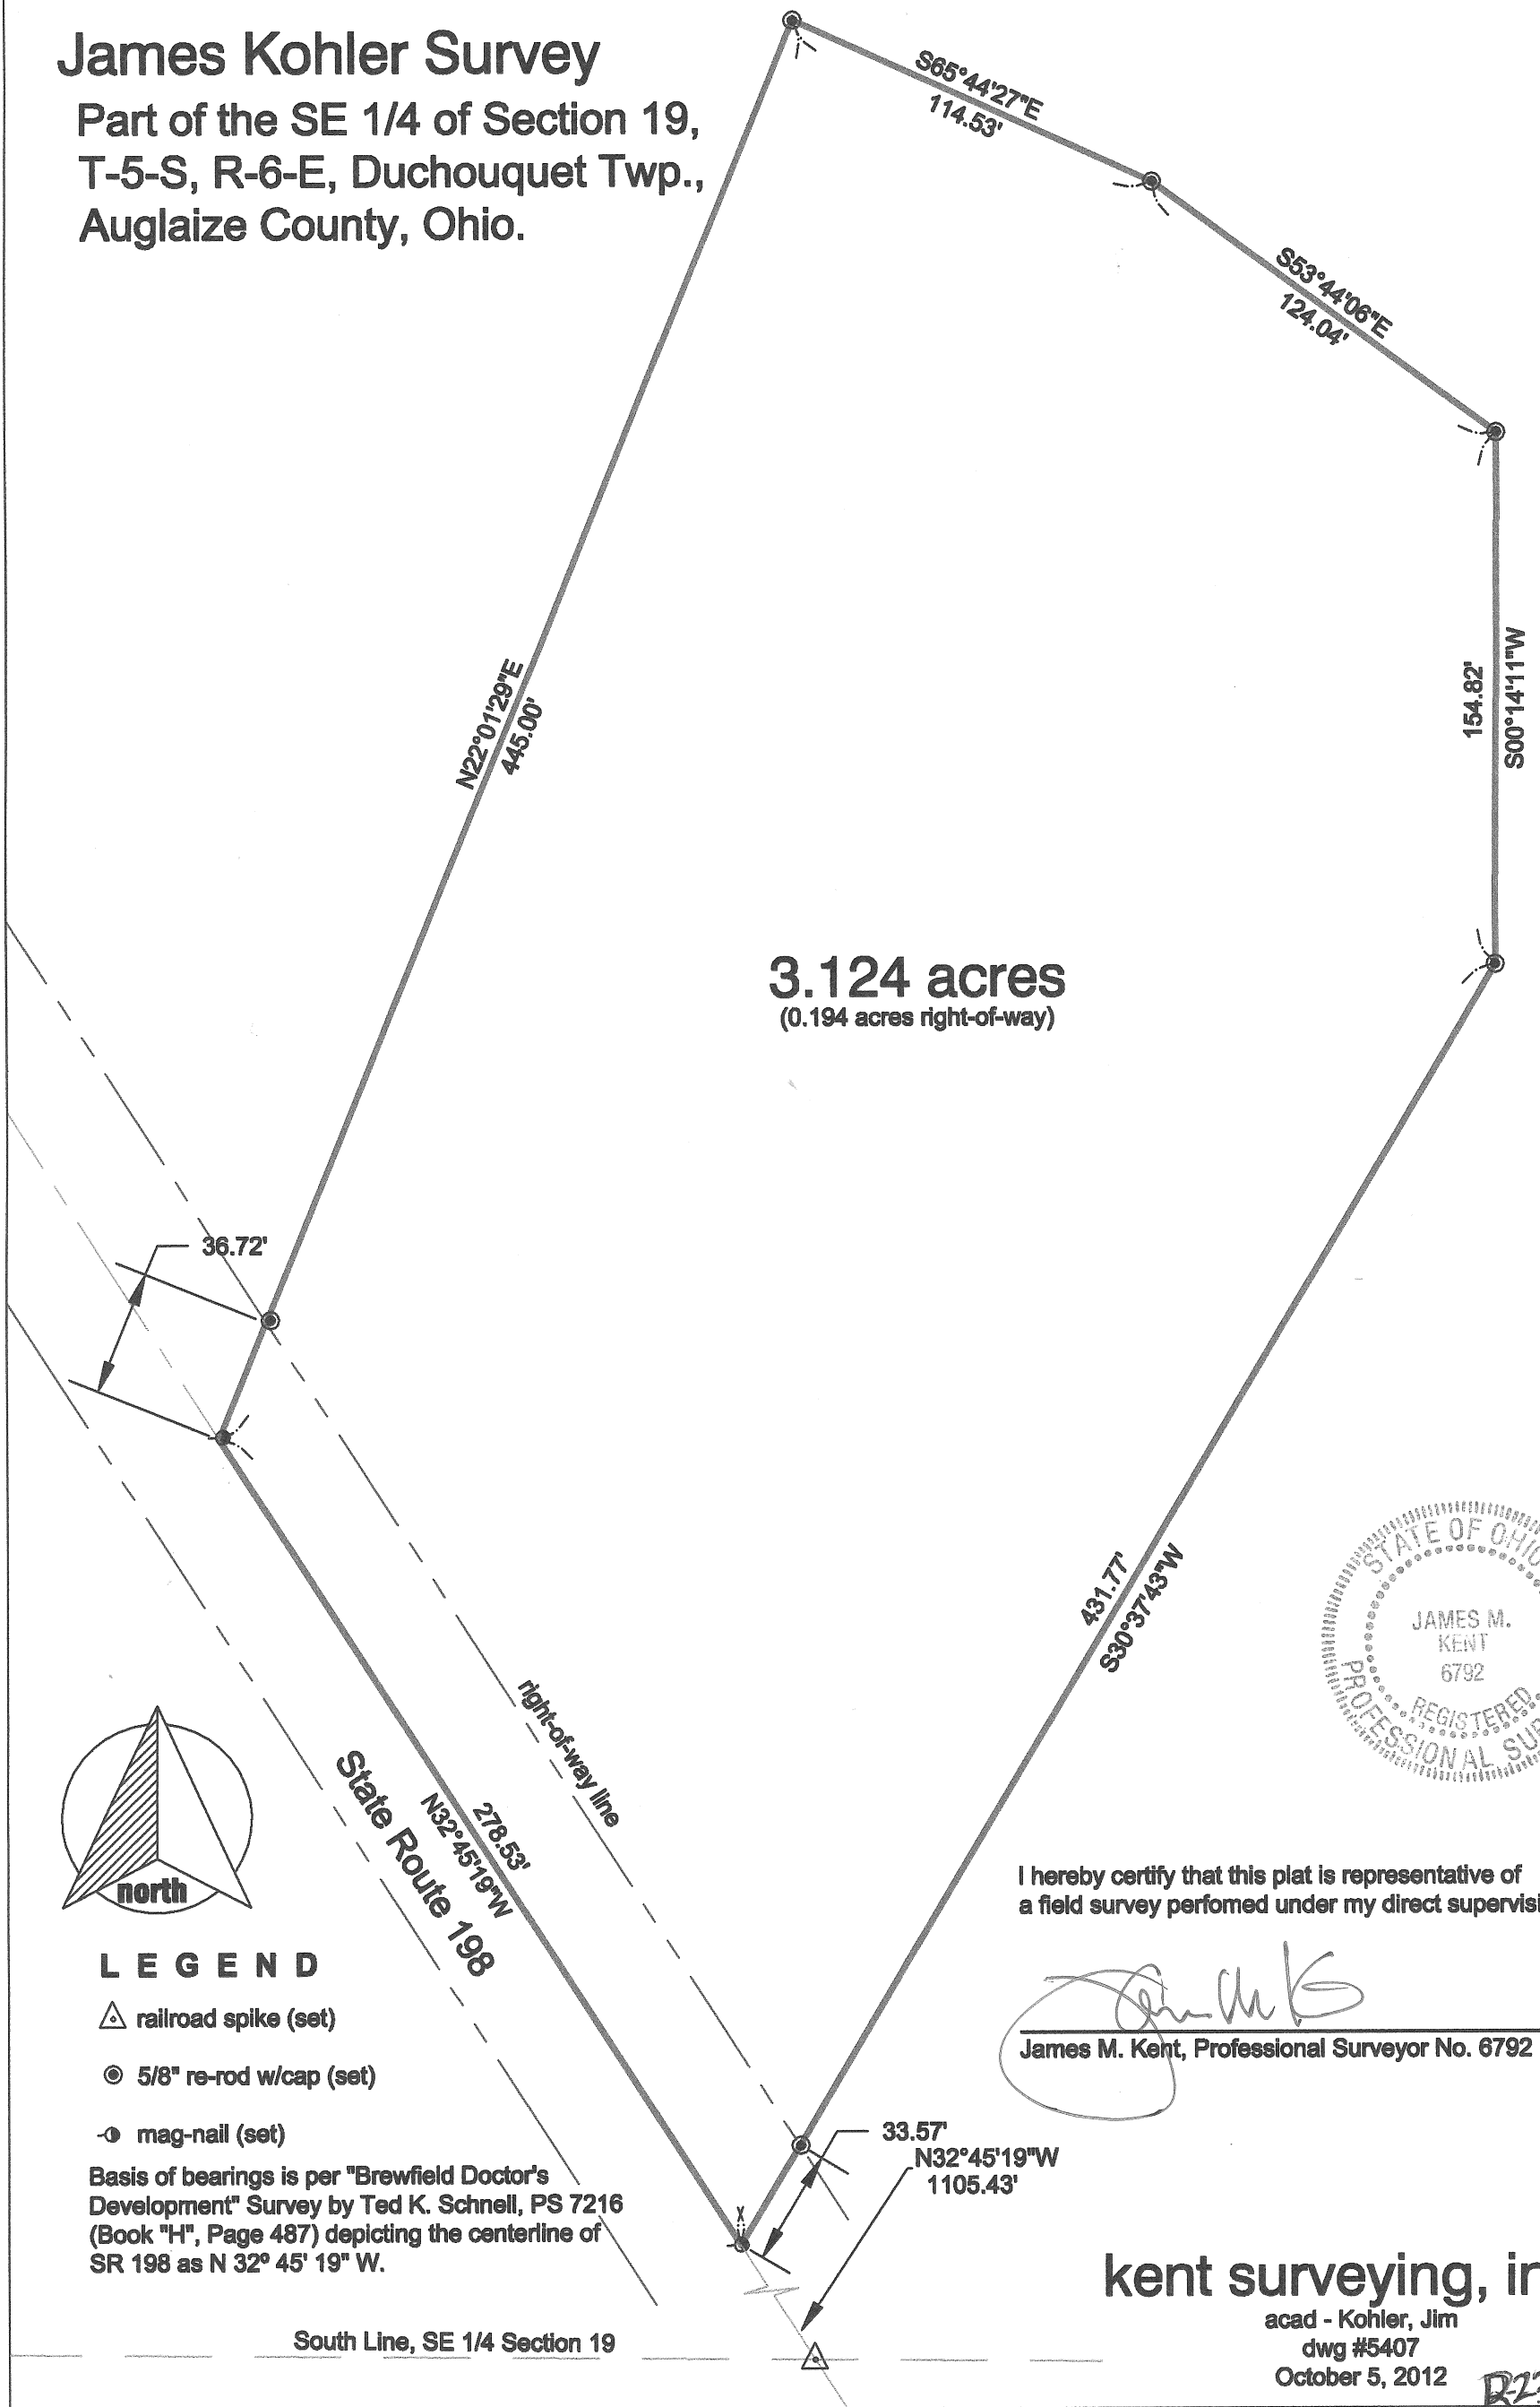 James Kohler Survey
Part of the SE 1/4 of Section 19,
T-5-S, R-6-E, Duchouquet Twp.,
Auglaize County, Ohio.
S65°44'27"E
114.53'
S53°44'06"E
124.04'
154.82'
S00°14'11"W
N22°01'29"E
445.00'
3.124 acres
(0.194 acres right-of-way)
36.72'
431.77'
S30°37'43"W
STATE OF OHIO
JAMES M.
KENT
6792
REGISTERED
PROFESSIONAL
right-of-way line
278.53'
N32°45'19"W
State Route 198
north
I hereby certify that this plat is representative of
a field survey perfomed under my direct
James M. Kent, Professional Surveyor No. 6792
LEGEND
railroad spike (set)
5/8" re-rod w/cap (set)
mag-nail (set)
33.57'
N32°45'19"W
1105.43'
X
Basis of bearings is per "Brewfield Doctor's
Development" Survey by Ted K. Schnell, PS 7216
(Book "H", Page 487) depicting the centerline of
SR 198 as N 32° 45' 19" W.
South Line, SE 1/4 Section 19
kent surveying,
acad - Kohler, Jim
dwg #5407
October 5, 2012